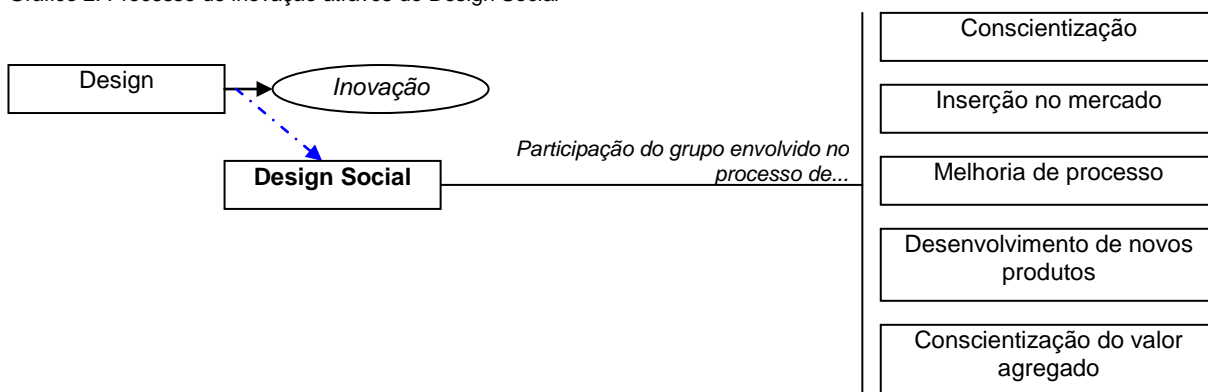 Gráfico 2: Processo de Inovação através do Design Social
Conscientização
Design
Inovação
Inserção no mercado
Participação do grupo envolvido no
processo de...
Design Social
Melhoria de processo
Desenvolvimento de novos
produtos
Conscientização do valor
agregado